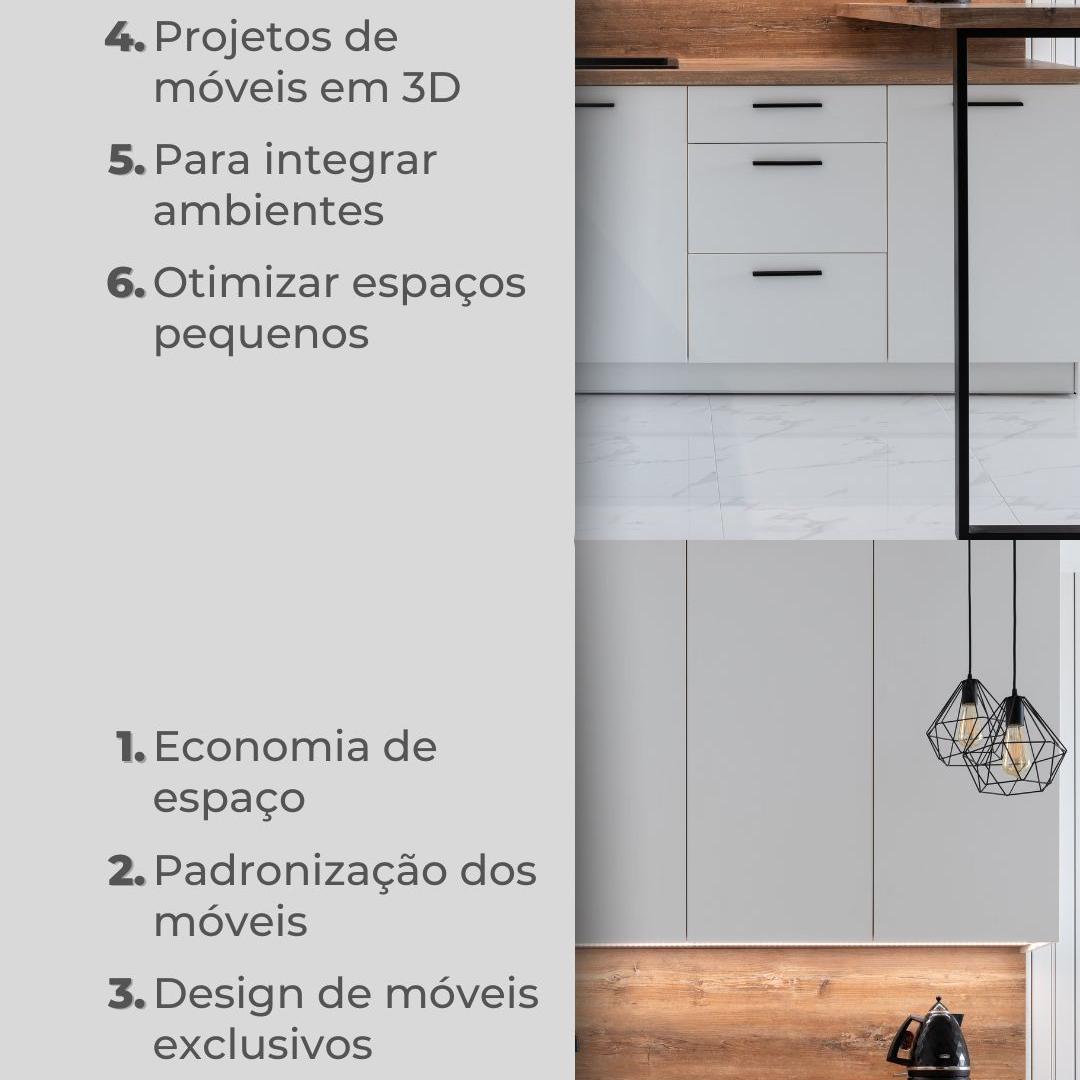 4. Projetos de
móveis em 3D
5. Para integrar
ambientes
6. Otimizar espaços
pequenos
1. Economia de
espaço
2. Padronização dos
móveis
3. Design de móveis
exclusivos